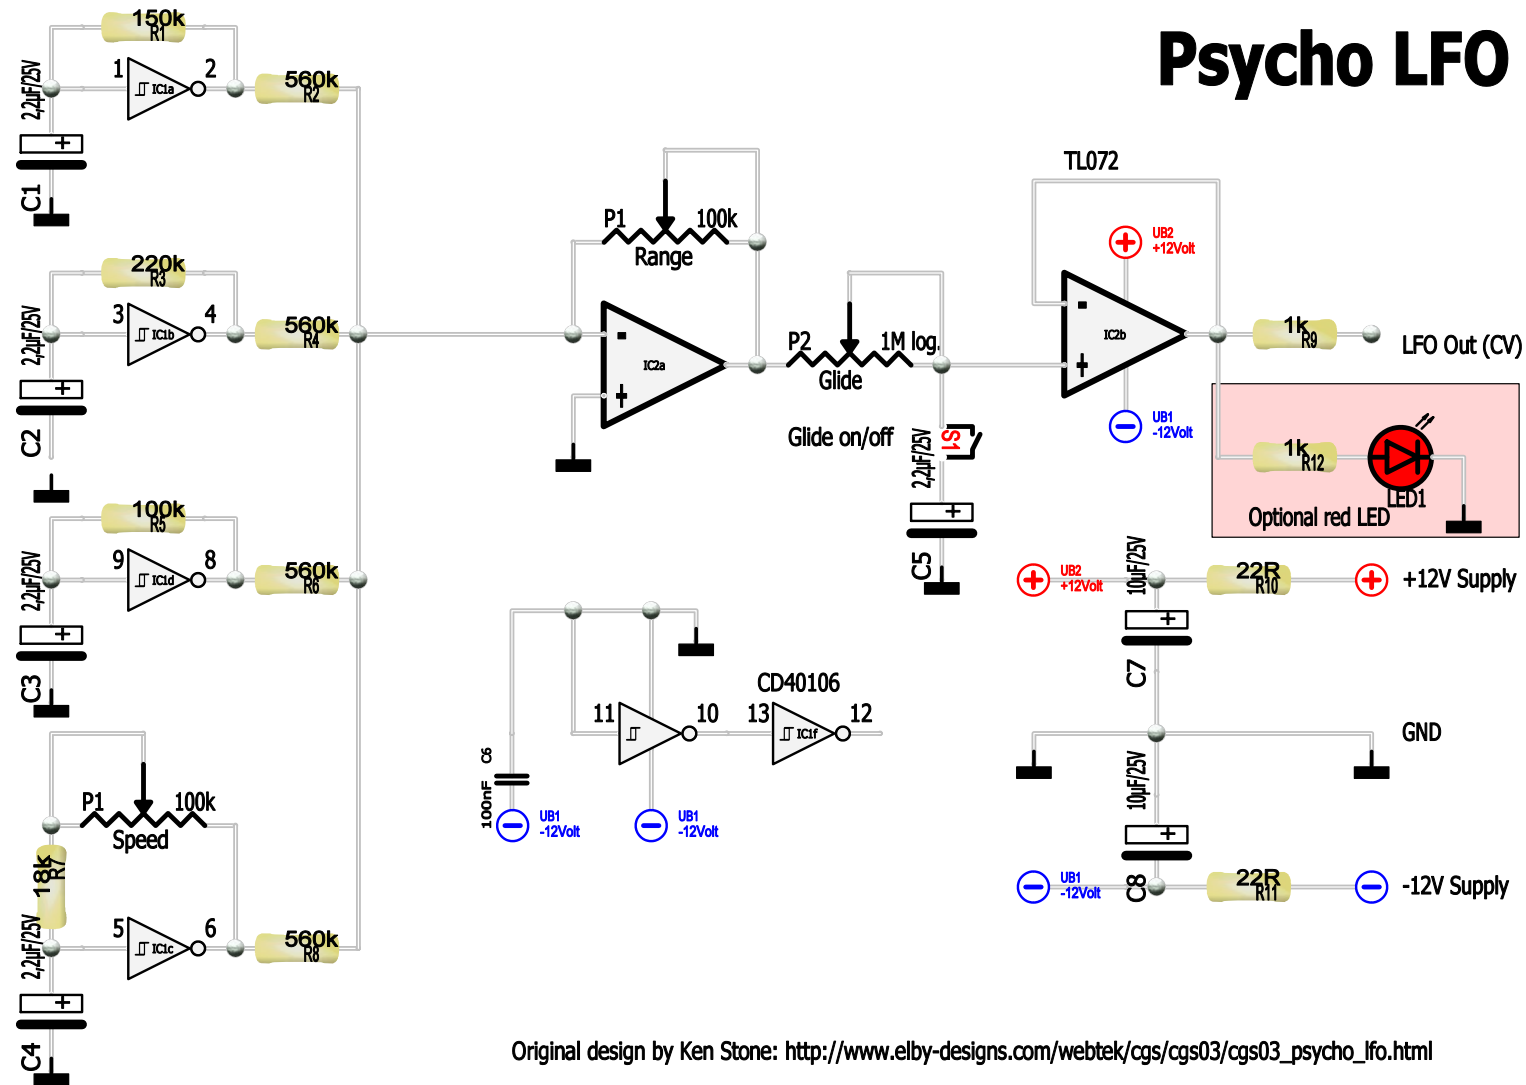 Psycho LFO
150k
R1
2,2µF/25V
1
2
IC1a
560k
R2
C1
220k
R3
2,2µF/25V
3
4
IC1b
560k
R4
C2
100k
R5
2,2µF/25V
9
8
IC1d
560k
R6
C3
P1
100k
Speed
18k
R7
2,2µF/25V
5
6
IC1c
560k
R8
C4
P1
100k
Range
IC2a
P2
1M log.
Glide
Glide on/off
S1
2,2µF/25V
C5
TL072
UB2
+12Volt
IC2b
UB1
-12Volt
1k
R9
LFO Out (CV)
1k
R12
LED1
Optional red LED
UB2
+12Volt
10µF/25V
22R
R10
+12V Supply
C7
GND
10µF/25V
C8
UB1
-12Volt
22R
R11
-12V Supply
CD40106
11
10
13
12
IC1f
C6
100nF
UB1
-12Volt
UB1
-12Volt
Original design by Ken Stone: http://www.elby-designs.com/webtek/cgs/cgs03/cgs03_psycho_lfo.html